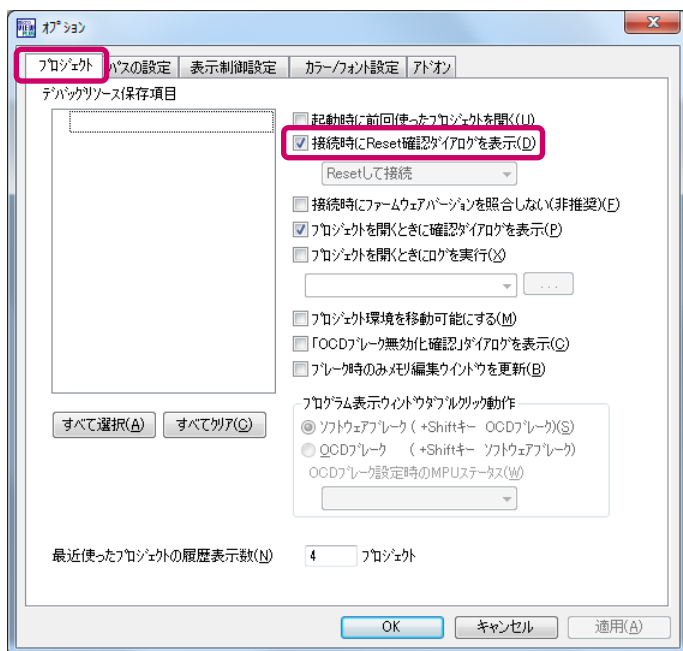 VIEW
オプション
プロジェクト パスの設定 表示制御設定 カラー/フォント設定 アドオン
デバックリソース保存項目
起動時に前回使ったプロジェクトを開く(U)
接続時にReset確認ダイアログを表示(D)
Resetして接続
接続時にファームウェアバージョンを照合しない(非推奨)(F)
プロジェクトを開くときに確認ダイアログを表示(P)
プロジェクトを開くときにログを実行(X)
...
プロジェクト環境を移動可能にする(M)
「OCDブレーク無効化確認」ダイアログを表示(C)
ブレーク時のみメモリ編集ウインドウを更新(B)
すべて選択(A) すべてクリア(C)
プログラム表示ウィンドウダブルクリック動作
ソフトウェアブレーク ( +Shiftキー OCDブレーク)(S)
OCDブレーク ( +Shiftキー ソフトウェアブレーク)
OCDブレーク設定時のMPUステータス(W)
最近使ったプロジェクトの履歴表示数(N) 4 プロジェクト
OK キャンセル 適用(A)